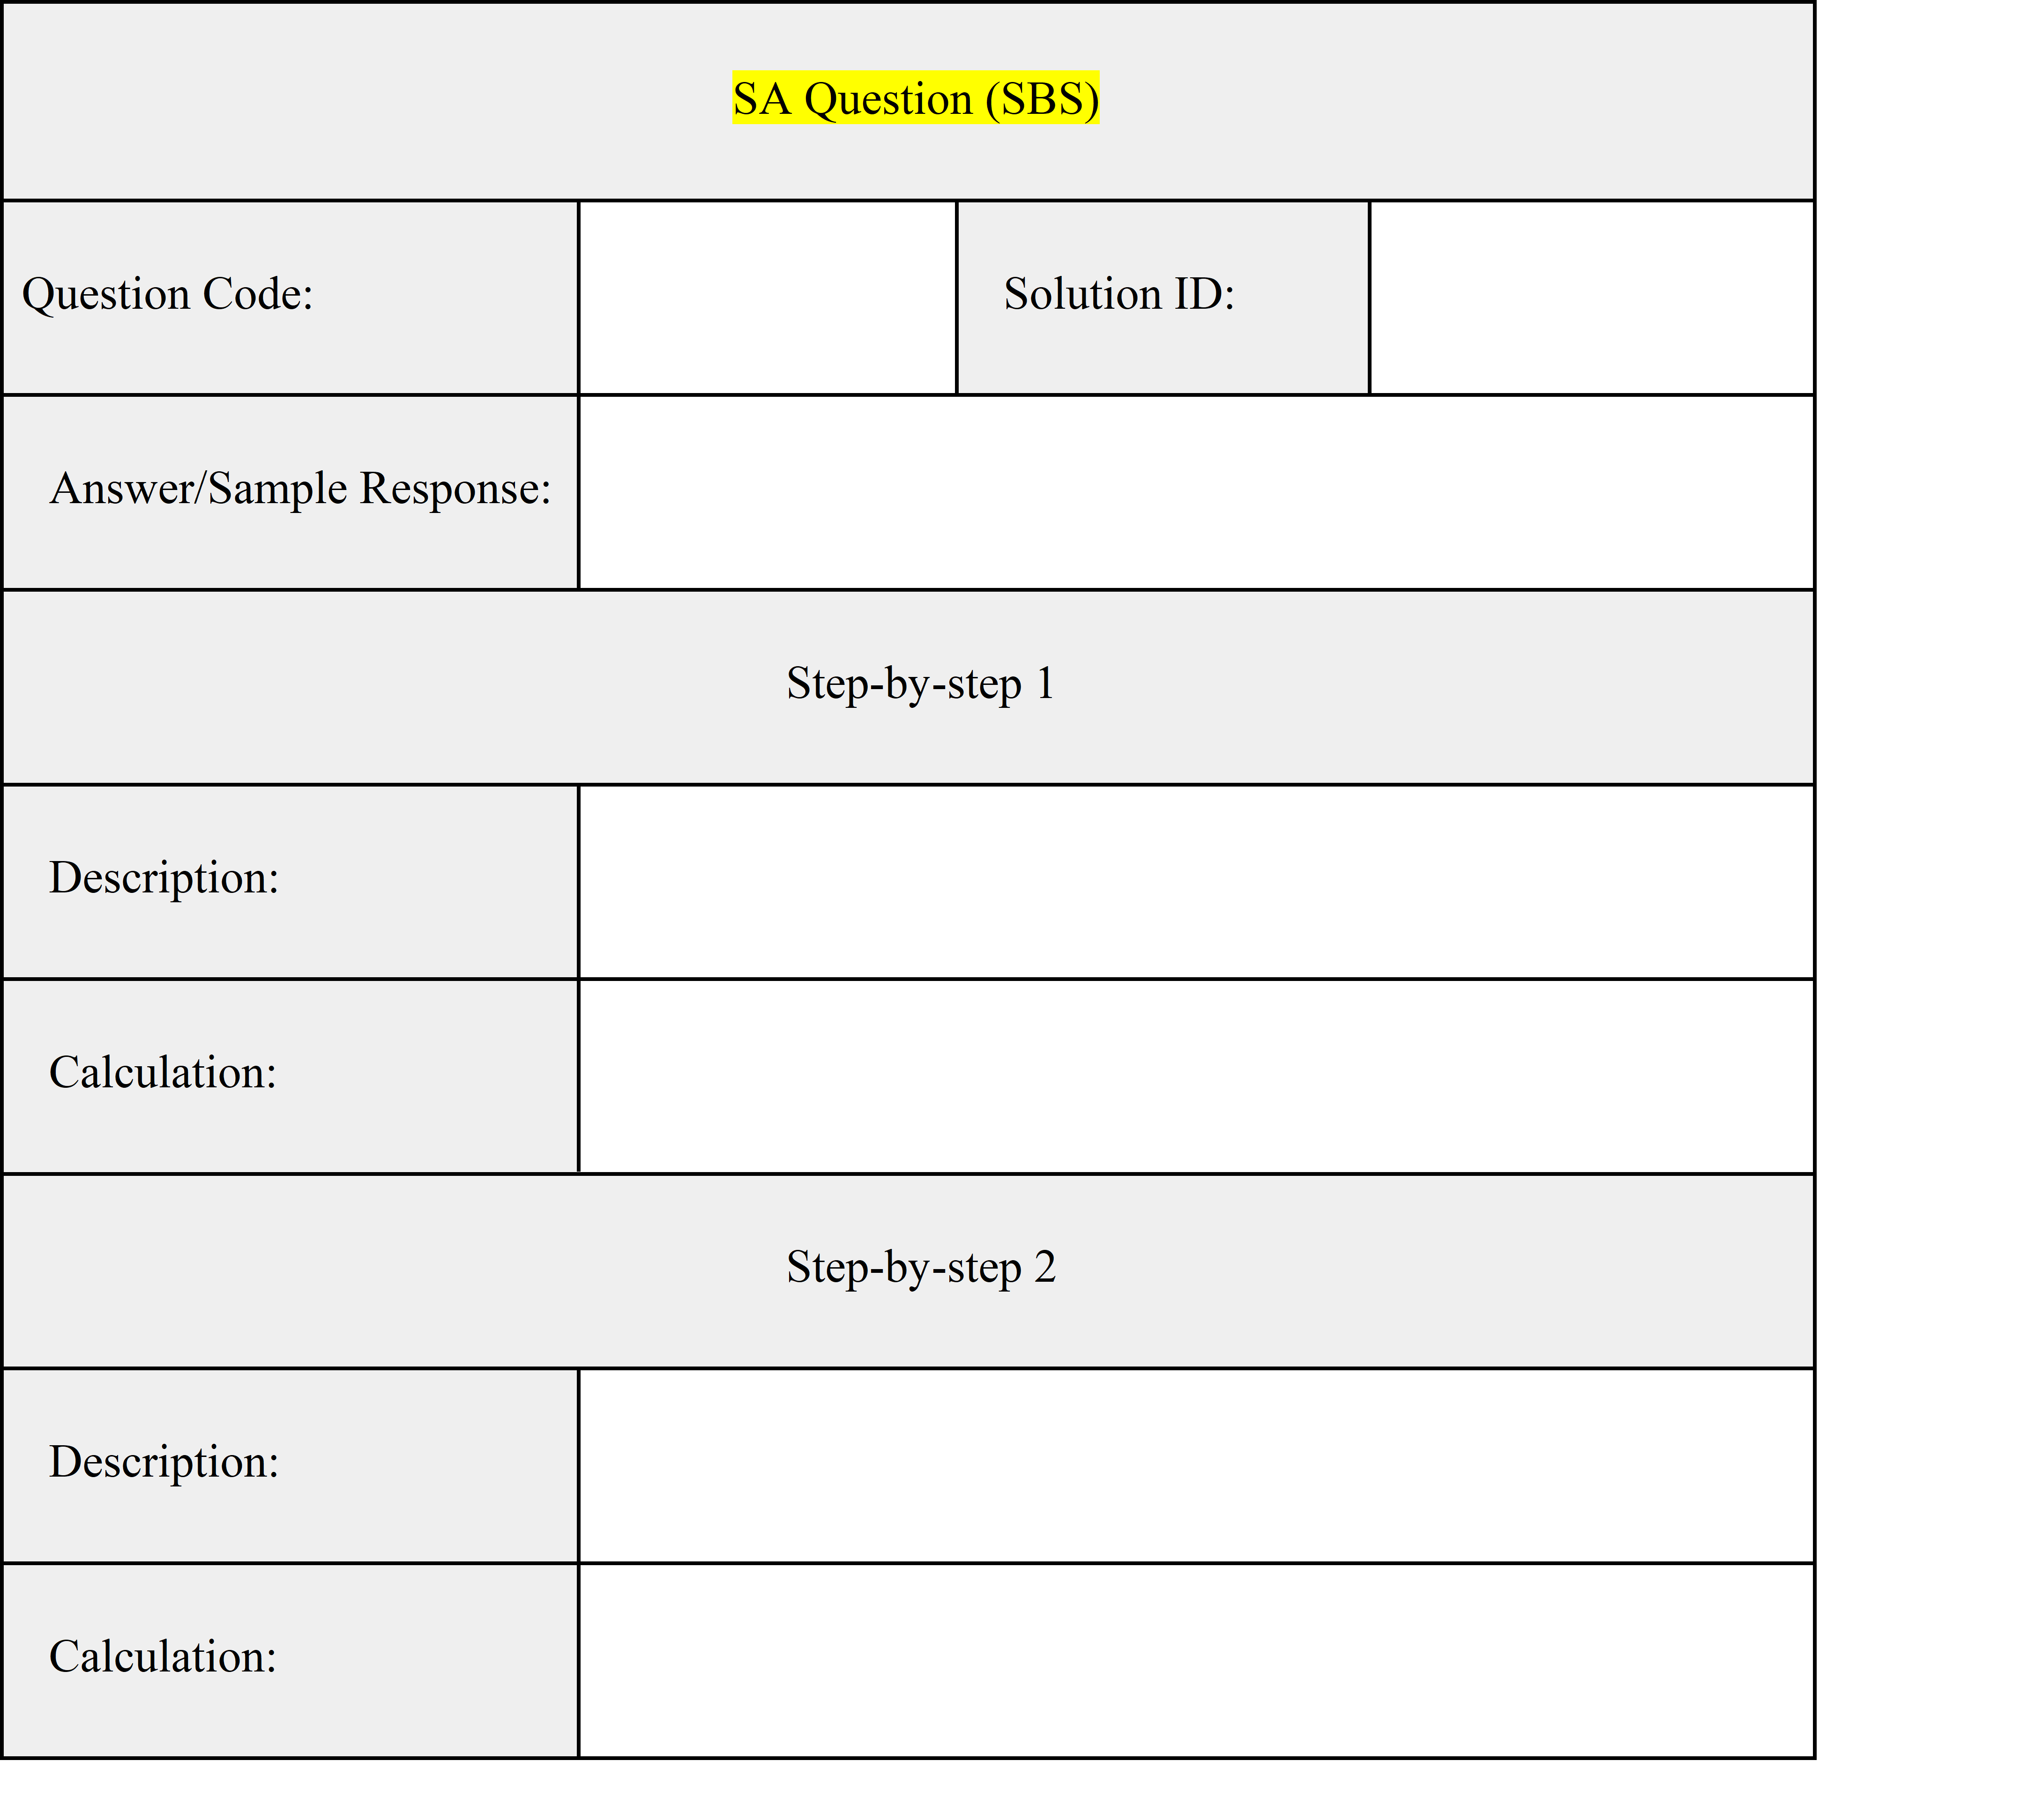 SA Question (SBS)
Question Code:
Solution ID:
Answer/Sample Response:
Step-by-step 1
Description:
Calculation:
Step-by-step 2
Description:
Calculation: